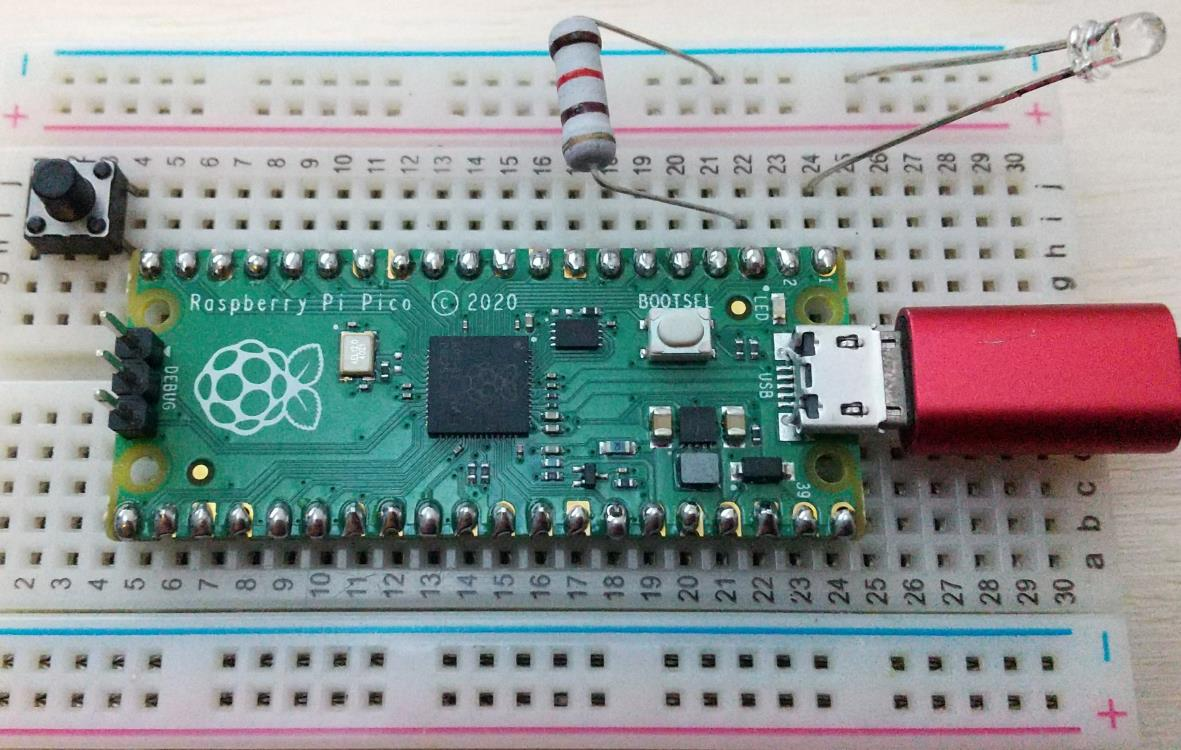 -
-
+
+
4 5 6 7 8 9 10 11 12 13 14 15 16 18 19 20 21 22 23 24 25 26 27 28 29 30
j
j
i
i
h
h
g
g
Raspberry Pi Pico © 2020
BOOTSEL
LED
2
1
DEBUG
USB
39
c
b
a
2 3 4 5 6 7 8 9 10 11 12 13 14 15 16 17 18 19 20 21 22 23 24 25 26 27 28 29 30
-
+